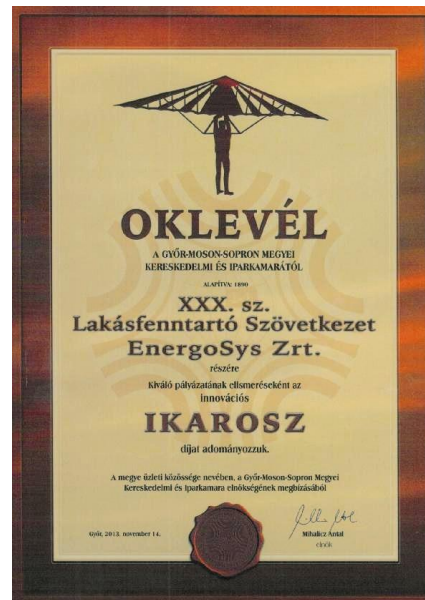 OKLEVÉL
A GYŐR-MOSON-SOPRON MEGYEI
KERESKEDELMI ÉS IPARKAMARÁTÓL
ALAPÍTVA: 1890
XXX. sz.
Lakásfenntartó Szövetkezet
EnergoSys Zrt.
részére
Kiváló pályázatának elismeréseként az
innovációs
IKAROSZ
díjat adományozzuk.
A megye üzleti közössége nevében, a Győr-Moson-Sopron Megyei
Kereskedelmi és Iparkamara elnökségének megbízásából
Győr, 2013. november 14.
Mihalicz Antal
elnök